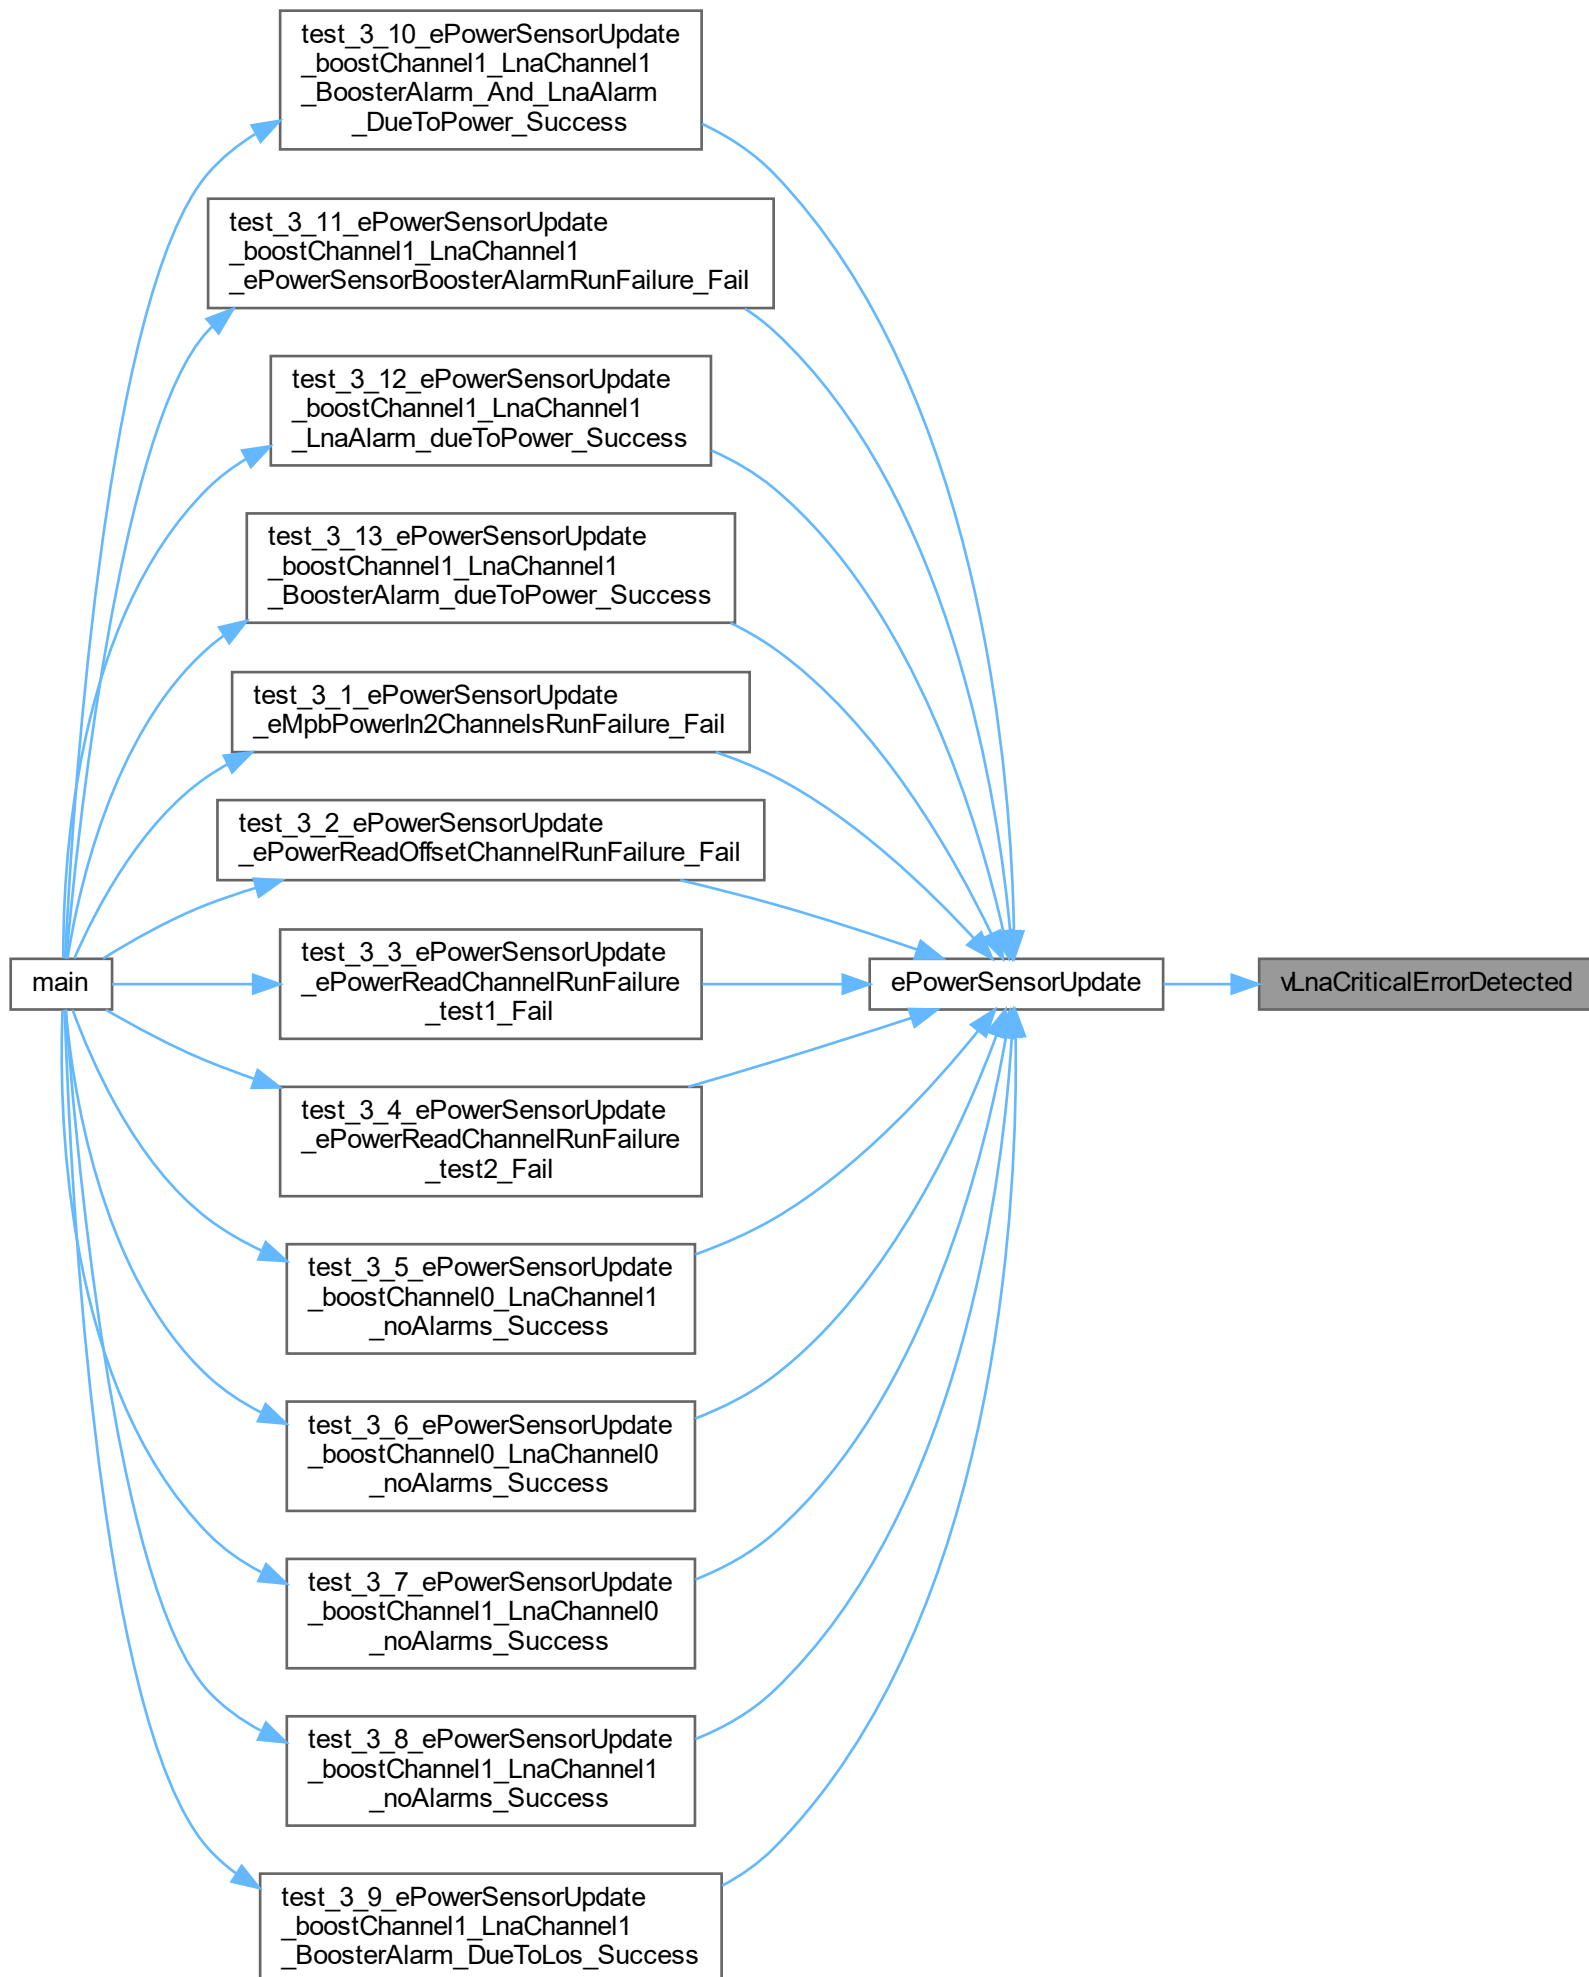 test_3_10_ePowerSensorUpdate
_boostChannel1_LnaChannel1
_BoosterAlarm_And_LnaAlarm
_DueToPower_Success
test_3_11_ePowerSensorUpdate
_boostChannel1_LnaChannel1
_ePowerSensorBoosterAlarmRunFailure_Fail
test_3_12_ePowerSensorUpdate
_boostChannel1_LnaChannel1
_LnaAlarm_dueToPower_Success
test_3_13_ePowerSensorUpdate
_boostChannel1_LnaChannel1
_BoosterAlarm_dueToPower_Success
test_3_1_ePowerSensorUpdate
_eMpbPowerIn2ChannelsRunFailure_Fail
test_3_2_ePowerSensorUpdate
_ePowerReadOffsetChannelRunFailure_Fail
main
test_3_3_ePowerSensorUpdate
_ePowerReadChannelRunFailure
_test1_Fail
ePowerSensorUpdate
vLnaCriticalErrorDetected
test_3_4_ePowerSensorUpdate
_ePowerReadChannelRunFailure
_test2_Fail
test_3_5_ePowerSensorUpdate
_boostChannel0_LnaChannel1
_noAlarms_Success
test_3_6_ePowerSensorUpdate
_boostChannel0_LnaChannel0
_noAlarms_Success
test_3_7_ePowerSensorUpdate
_boostChannel1_LnaChannel0
_noAlarms_Success
test_3_8_ePowerSensorUpdate
_boostChannel1_LnaChannel1
_noAlarms_Success
test_3_9_ePowerSensorUpdate
_boostChannel1_LnaChannel1
_BoosterAlarm_DueToLos_Success